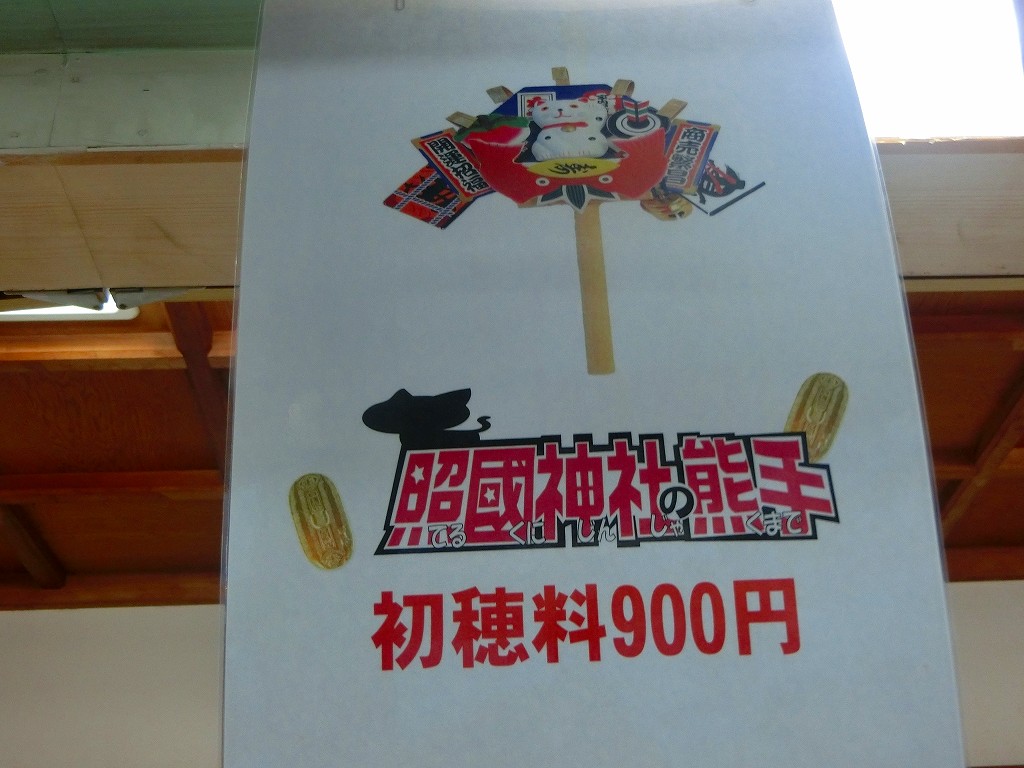 商売繁昌
照國神社の熊手
てるくにじんじゃ くまで
初穂料900円